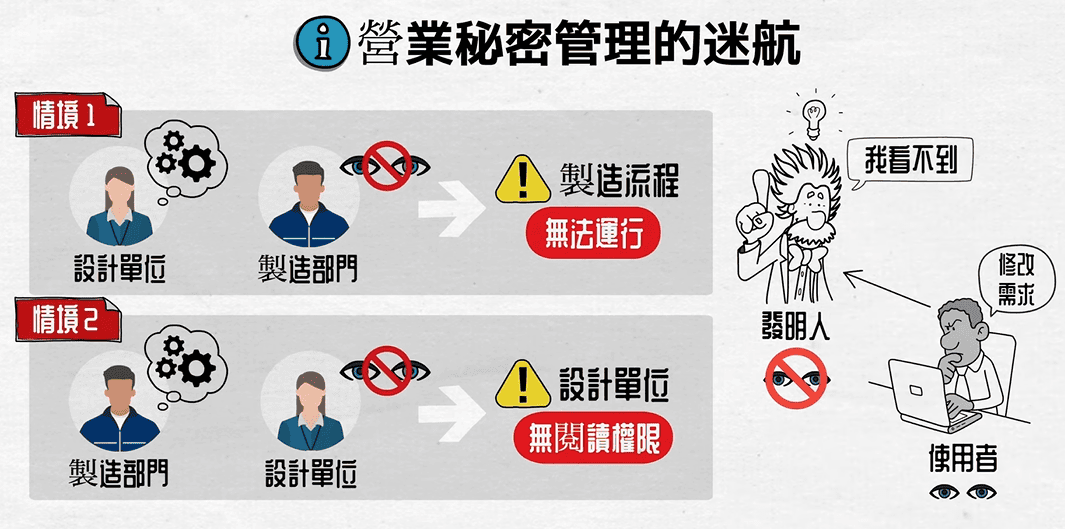 營業秘密管理的迷航
情境1
設計單位
製造部門
製造流程
無法運行
情境2
製造部門
設計單位
設計單位
無閱讀權限
我看不到
發明人
修改
需求
使用者